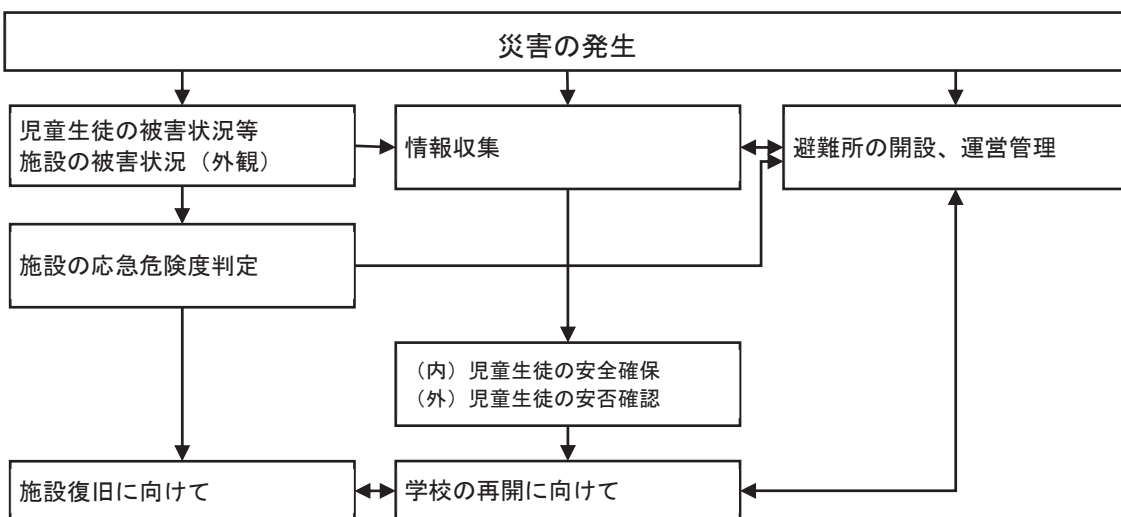 災害の発生
児童生徒の被害状況等
施設の被害状況（外観）
情報収集
避難所の開設、運営管理
施設の応急危険度判定
（内）児童生徒の安全確保
（外）児童生徒の安否確認
施設復旧に向けて
学校の再開に向けて